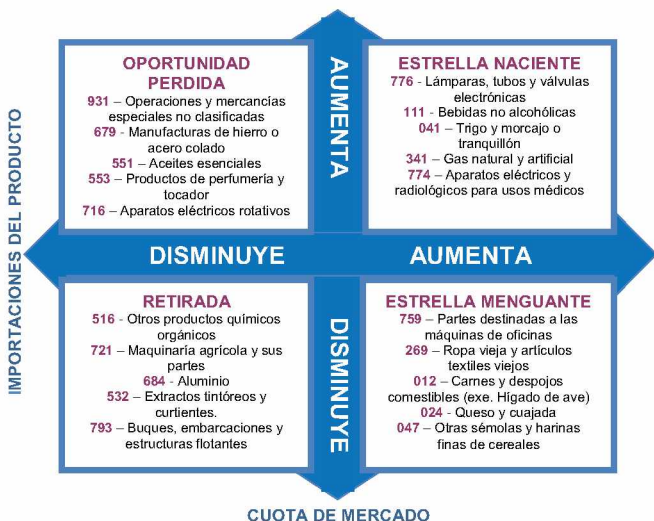 OPORTUNIDAD
PERDIDA
931 – Operaciones y mercancías
especiales no clasificadas
679 - Manufacturas de hierro o
acero colado
551 – Aceites esenciales
553 – Productos de perfumería y
tocador
716 – Aparatos eléctricos rotativos
AUMENTA
ESTRELLA NACIENTE
776 - Lámparas, tubos y válvulas
electrónicas
111 - Bebidas no alcohólicas
041 – Trigo y morcajo o
tranquillón
341 – Gas natural y artificial
774 – Aparatos eléctricos y
radiológicos para usos médicos
IMPORTACIONES DEL PRODUCTO
DISMINUYE
AUMENTA
RETIRADA
516 - Otros productos químicos
orgánicos
721 – Maquinaría agrícola y sus
partes
684 - Aluminio
532 – Extractos tintóreos y
curtientes.
793 – Buques, embarcaciones y
estructuras flotantes
DISMINUYE
ESTRELLA MENGUANTE
759 – Partes destinadas a las
máquinas de oficinas
269 – Ropa vieja y artículos
textiles viejos
012 – Carnes y despojos
comestibles (exe. Hígado de ave)
024 - Queso y cuajada
047 – Otras sémolas y harinas
finas de cereales
CUOTA DE MERCADO